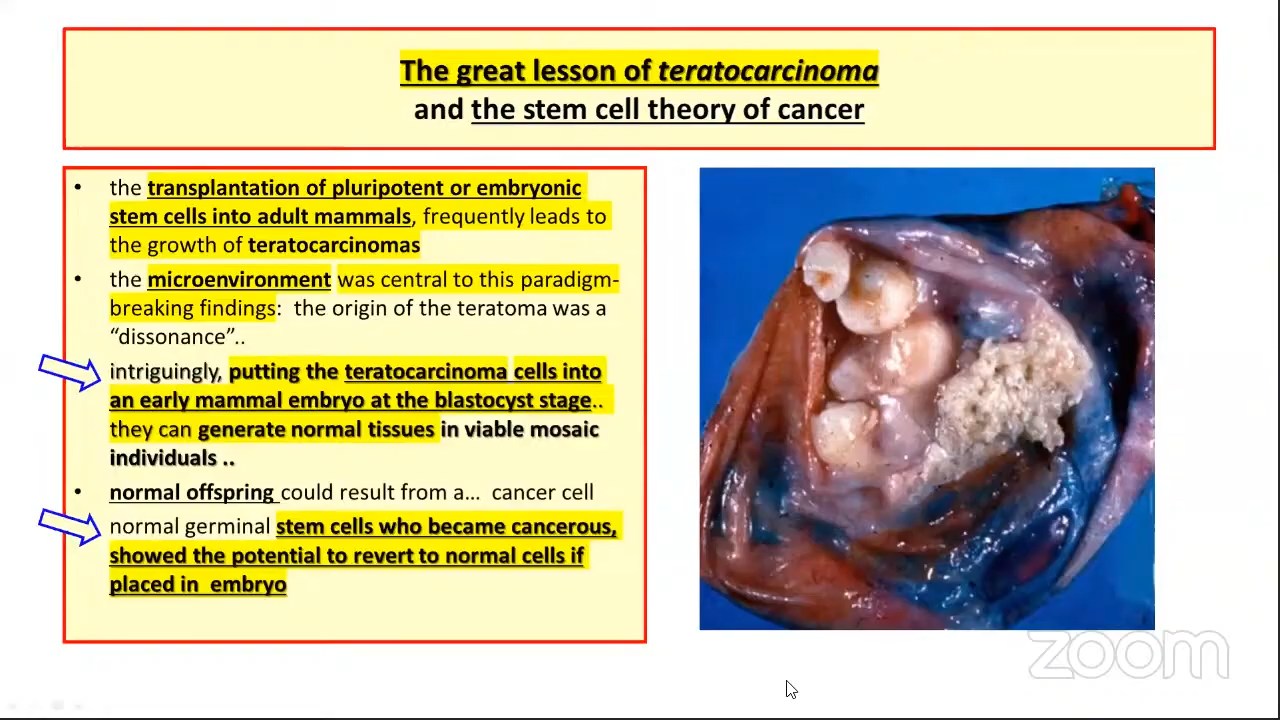 The great lesson of teratocarcinoma
and the stem cell theory of cancer
• the transplantation of pluripotent or embryonic
stem cells into adult mammals, frequently leads to
the growth of teratocarcinomas
• the microenvironment was central to this paradigm-
breaking findings: the origin of the teratoma was a
“dissonance”..
intriguingly, putting the teratocarcinoma cells into
an early mammal embryo at the blastocyst stage..
they can generate normal tissues in viable mosaic
individuals ..
• normal offspring could result from a... cancer cell
normal germinal stem cells who became cancerous,
showed the potential to revert to normal cells if
placed in embryo
zoom